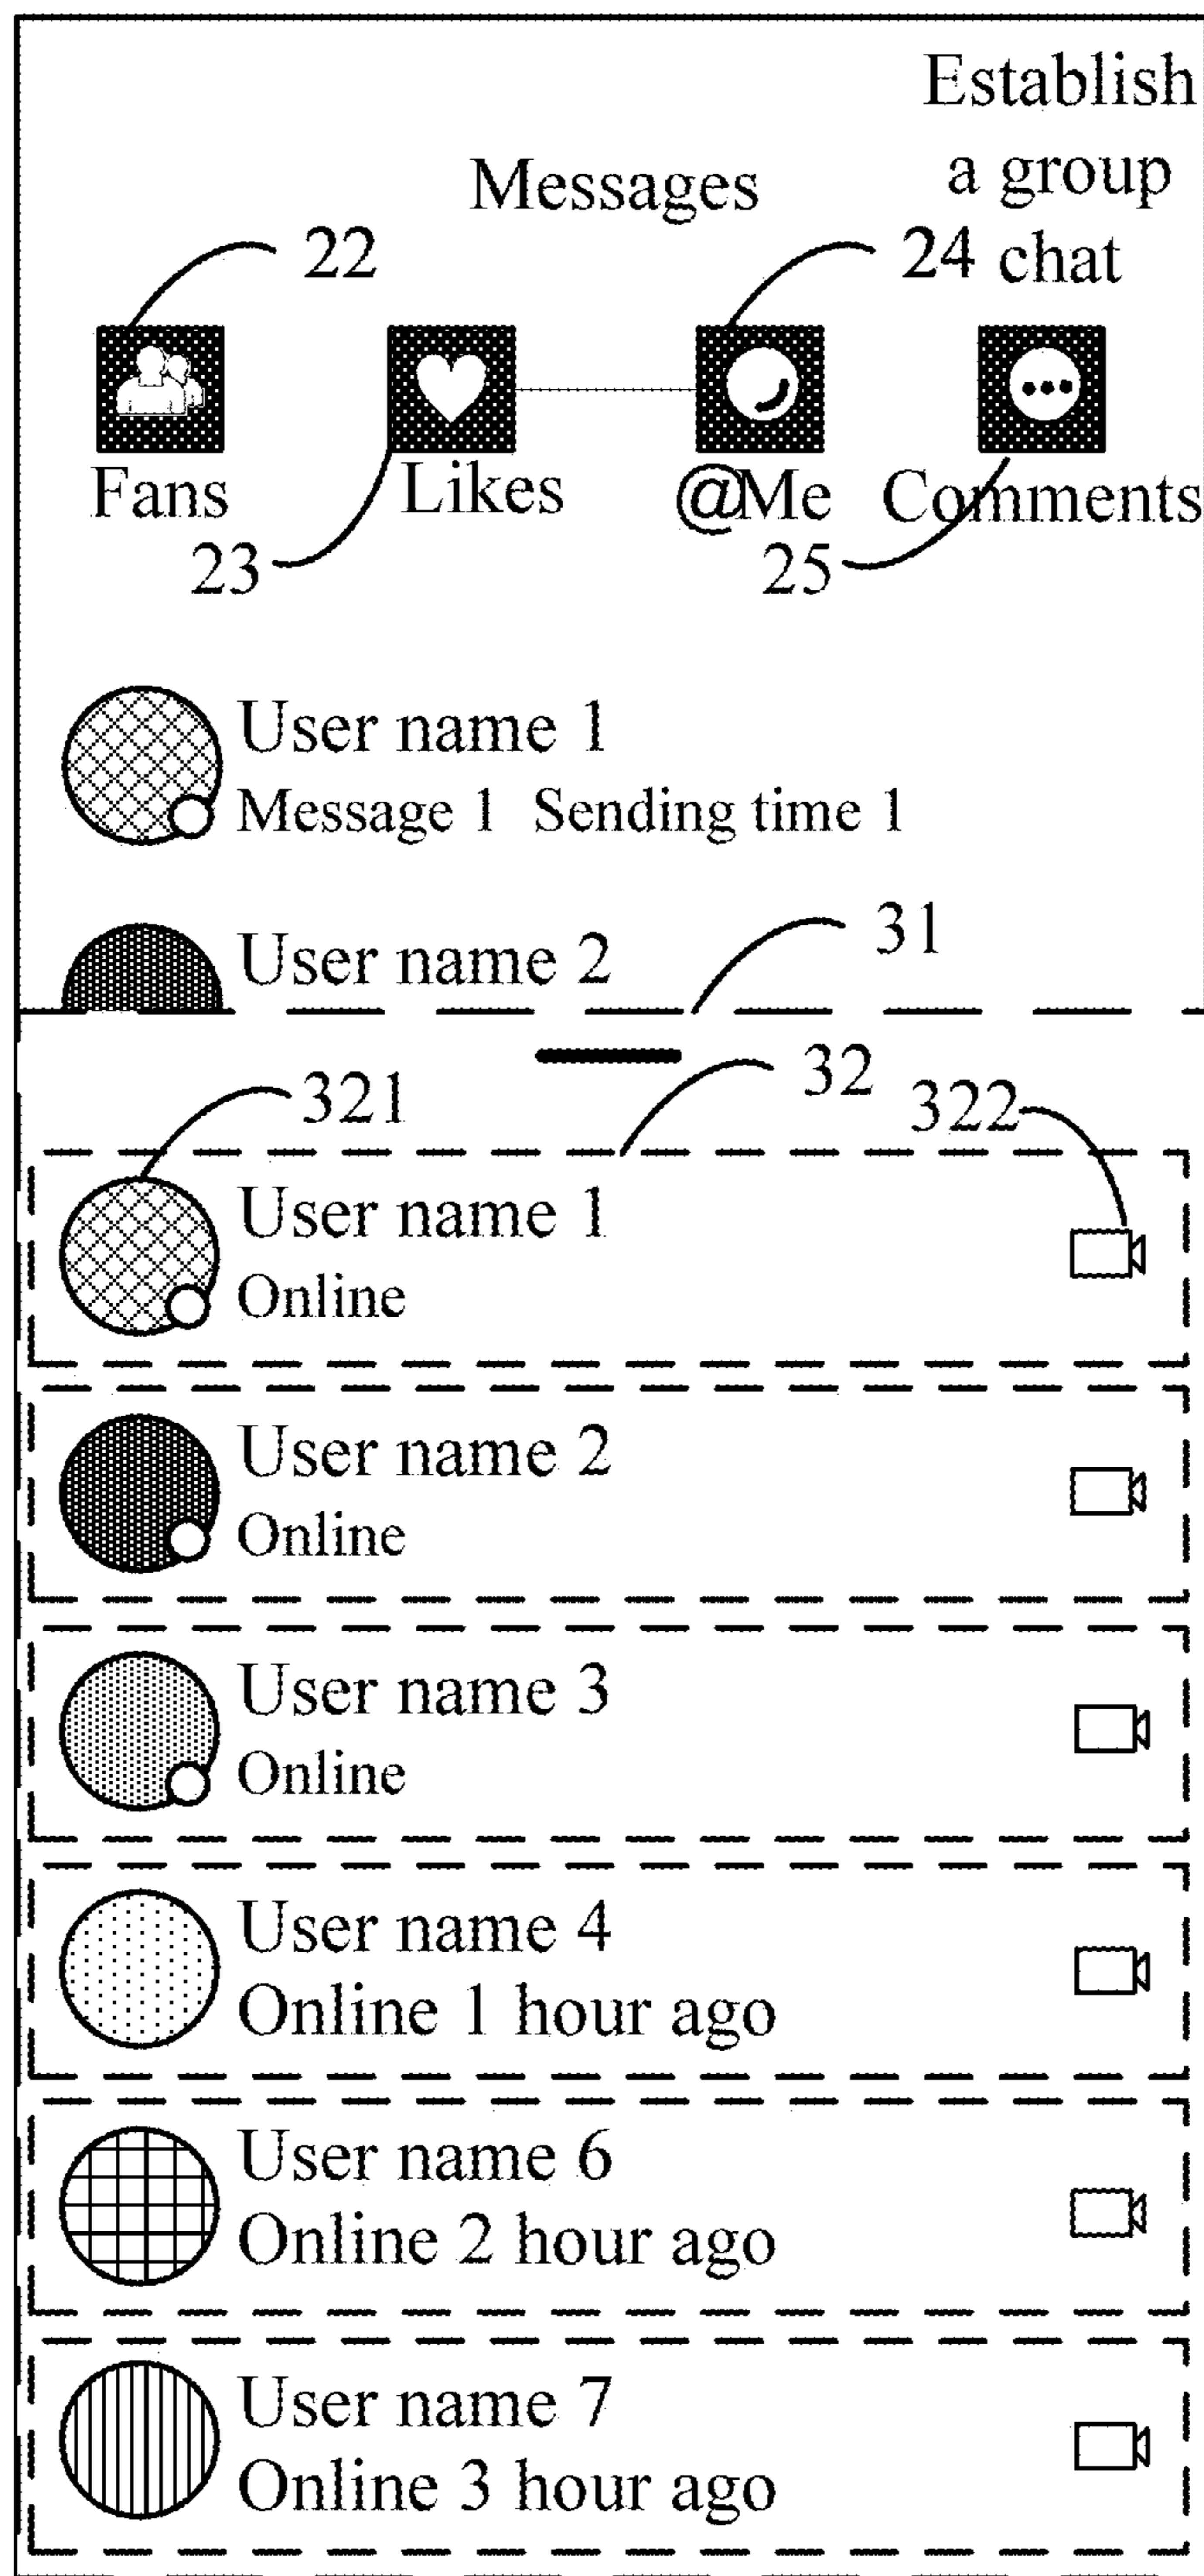 Establish
a group
Messages
22
24 chat
Fans
Likes
@Me
Comments
23
25
User name 1
Message 1 Sending time 1
User name 2
31
32
321
322
User name 1
Online
User name 2
Online
User name 3
Online
User name 4
Online 1 hour ago
User name 6
Online 2 hour ago
User name 7
Online 3 hour ago